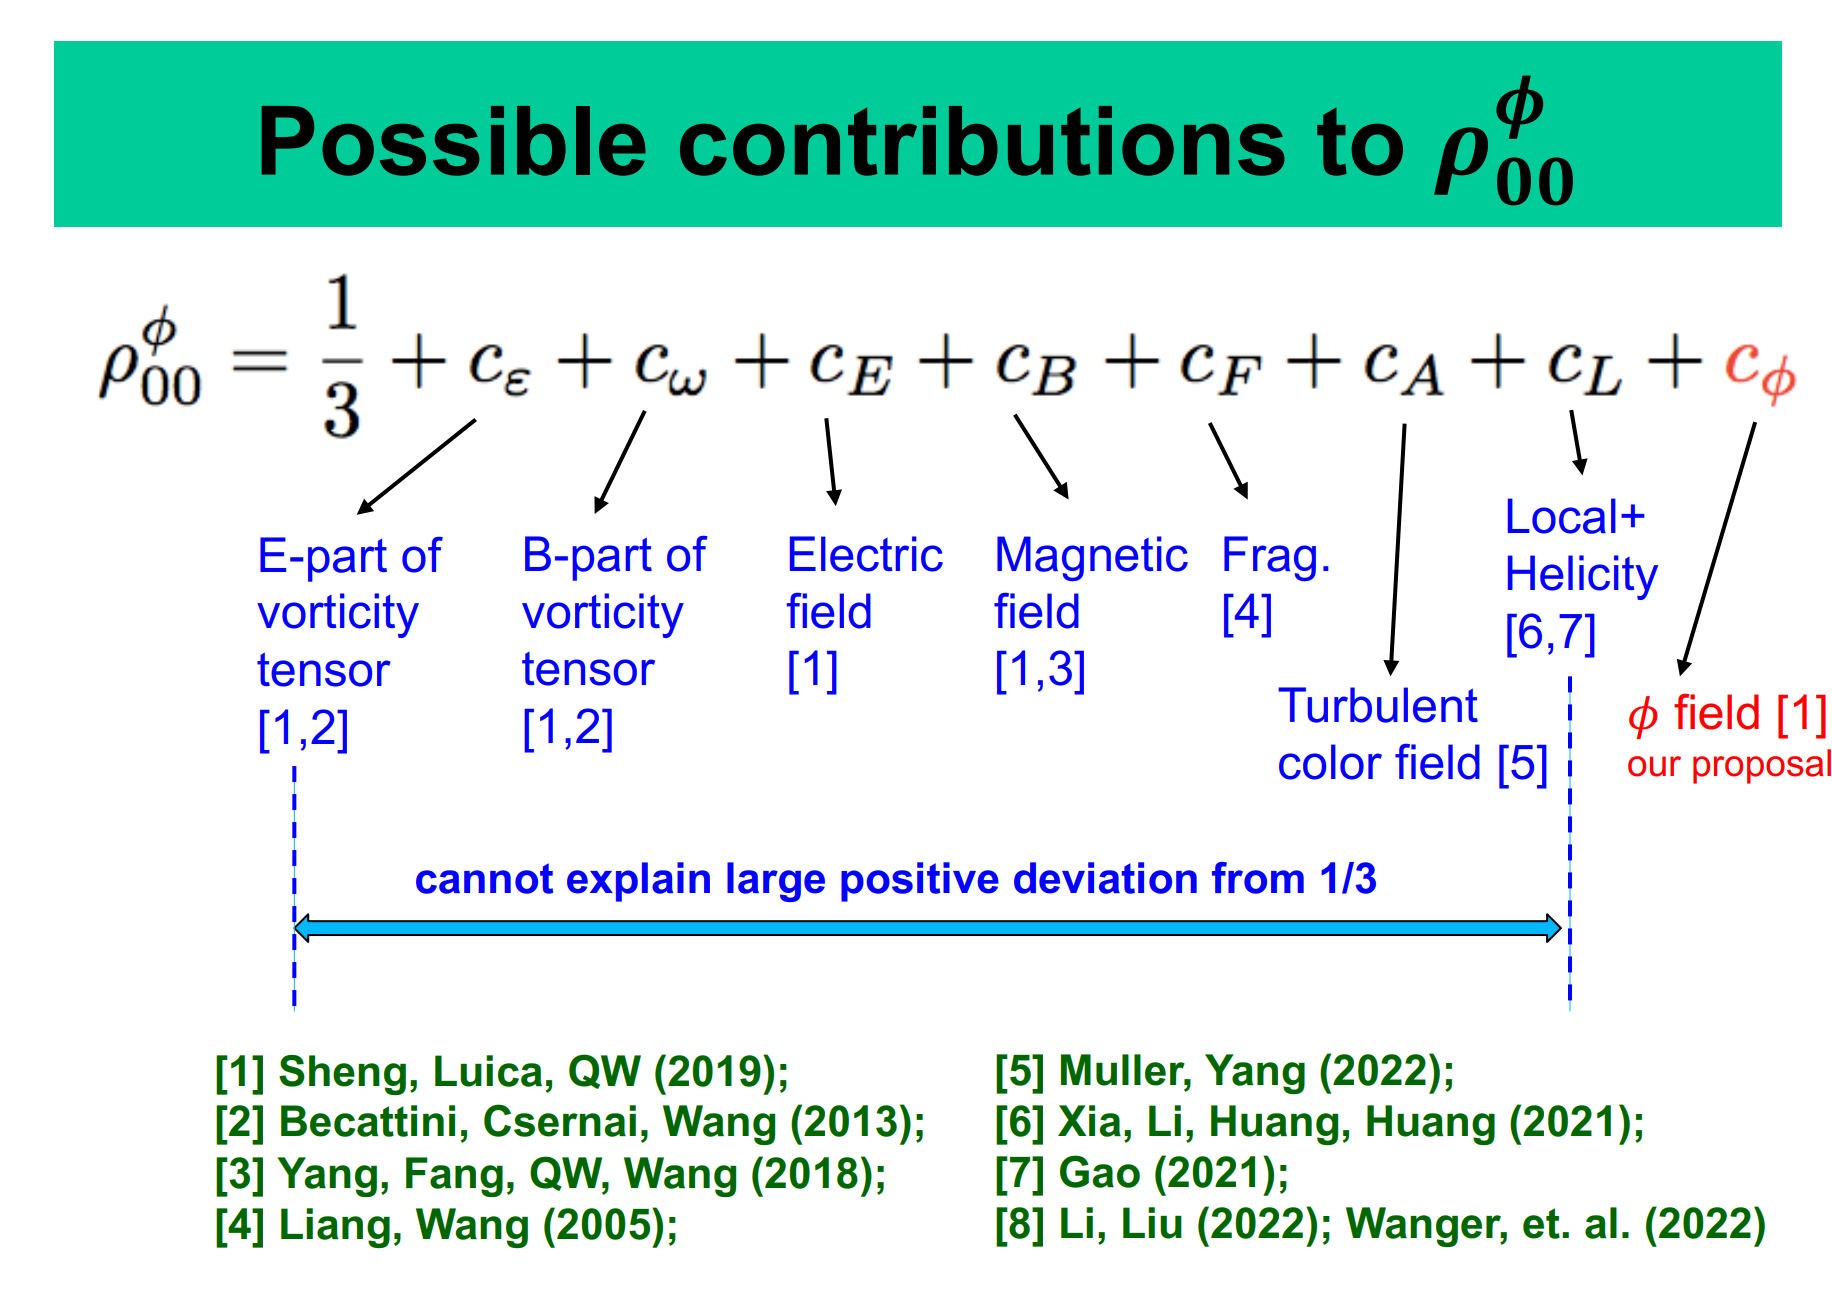 Possible contributions to ρ^ϕ_00
ρ^ϕ_00 = 1/3 + c_ε + c_ω + c_E + c_B + c_F + c_A + c_L + c_ϕ
E-part of
vorticity
tensor
[1,2]
B-part of
vorticity
tensor
[1,2]
Electric
field
[1]
Magnetic
field
[1,3]
Frag.
[4]
Turbulent
color field [5]
Local+
Helicity
[6,7]
ϕ field [1]
our proposal
cannot explain large positive deviation from 1/3
[1] Sheng, Luica, QW (2019);
[2] Becattini, Csernai, Wang (2013);
[3] Yang, Fang, QW, Wang (2018);
[4] Liang, Wang (2005);
[5] Muller, Yang (2022);
[6] Xia, Li, Huang, Huang (2021);
[7] Gao (2021);
[8] Li, Liu (2022); Wanger, et. al. (2022)